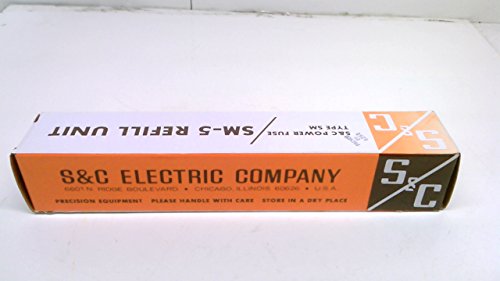 S&C POWER FUSE
TYPE SM
SM-5 REFILL UNIT
S&C
S&C ELECTRIC COMPANY
6601 N. RIDGE BOULEVARD • CHICAGO, ILLINOIS 60626 • U.S.A.
PRECISION EQUIPMENT PLEASE HANDLE WITH CARE STORE IN A DRY PLACE
S&C